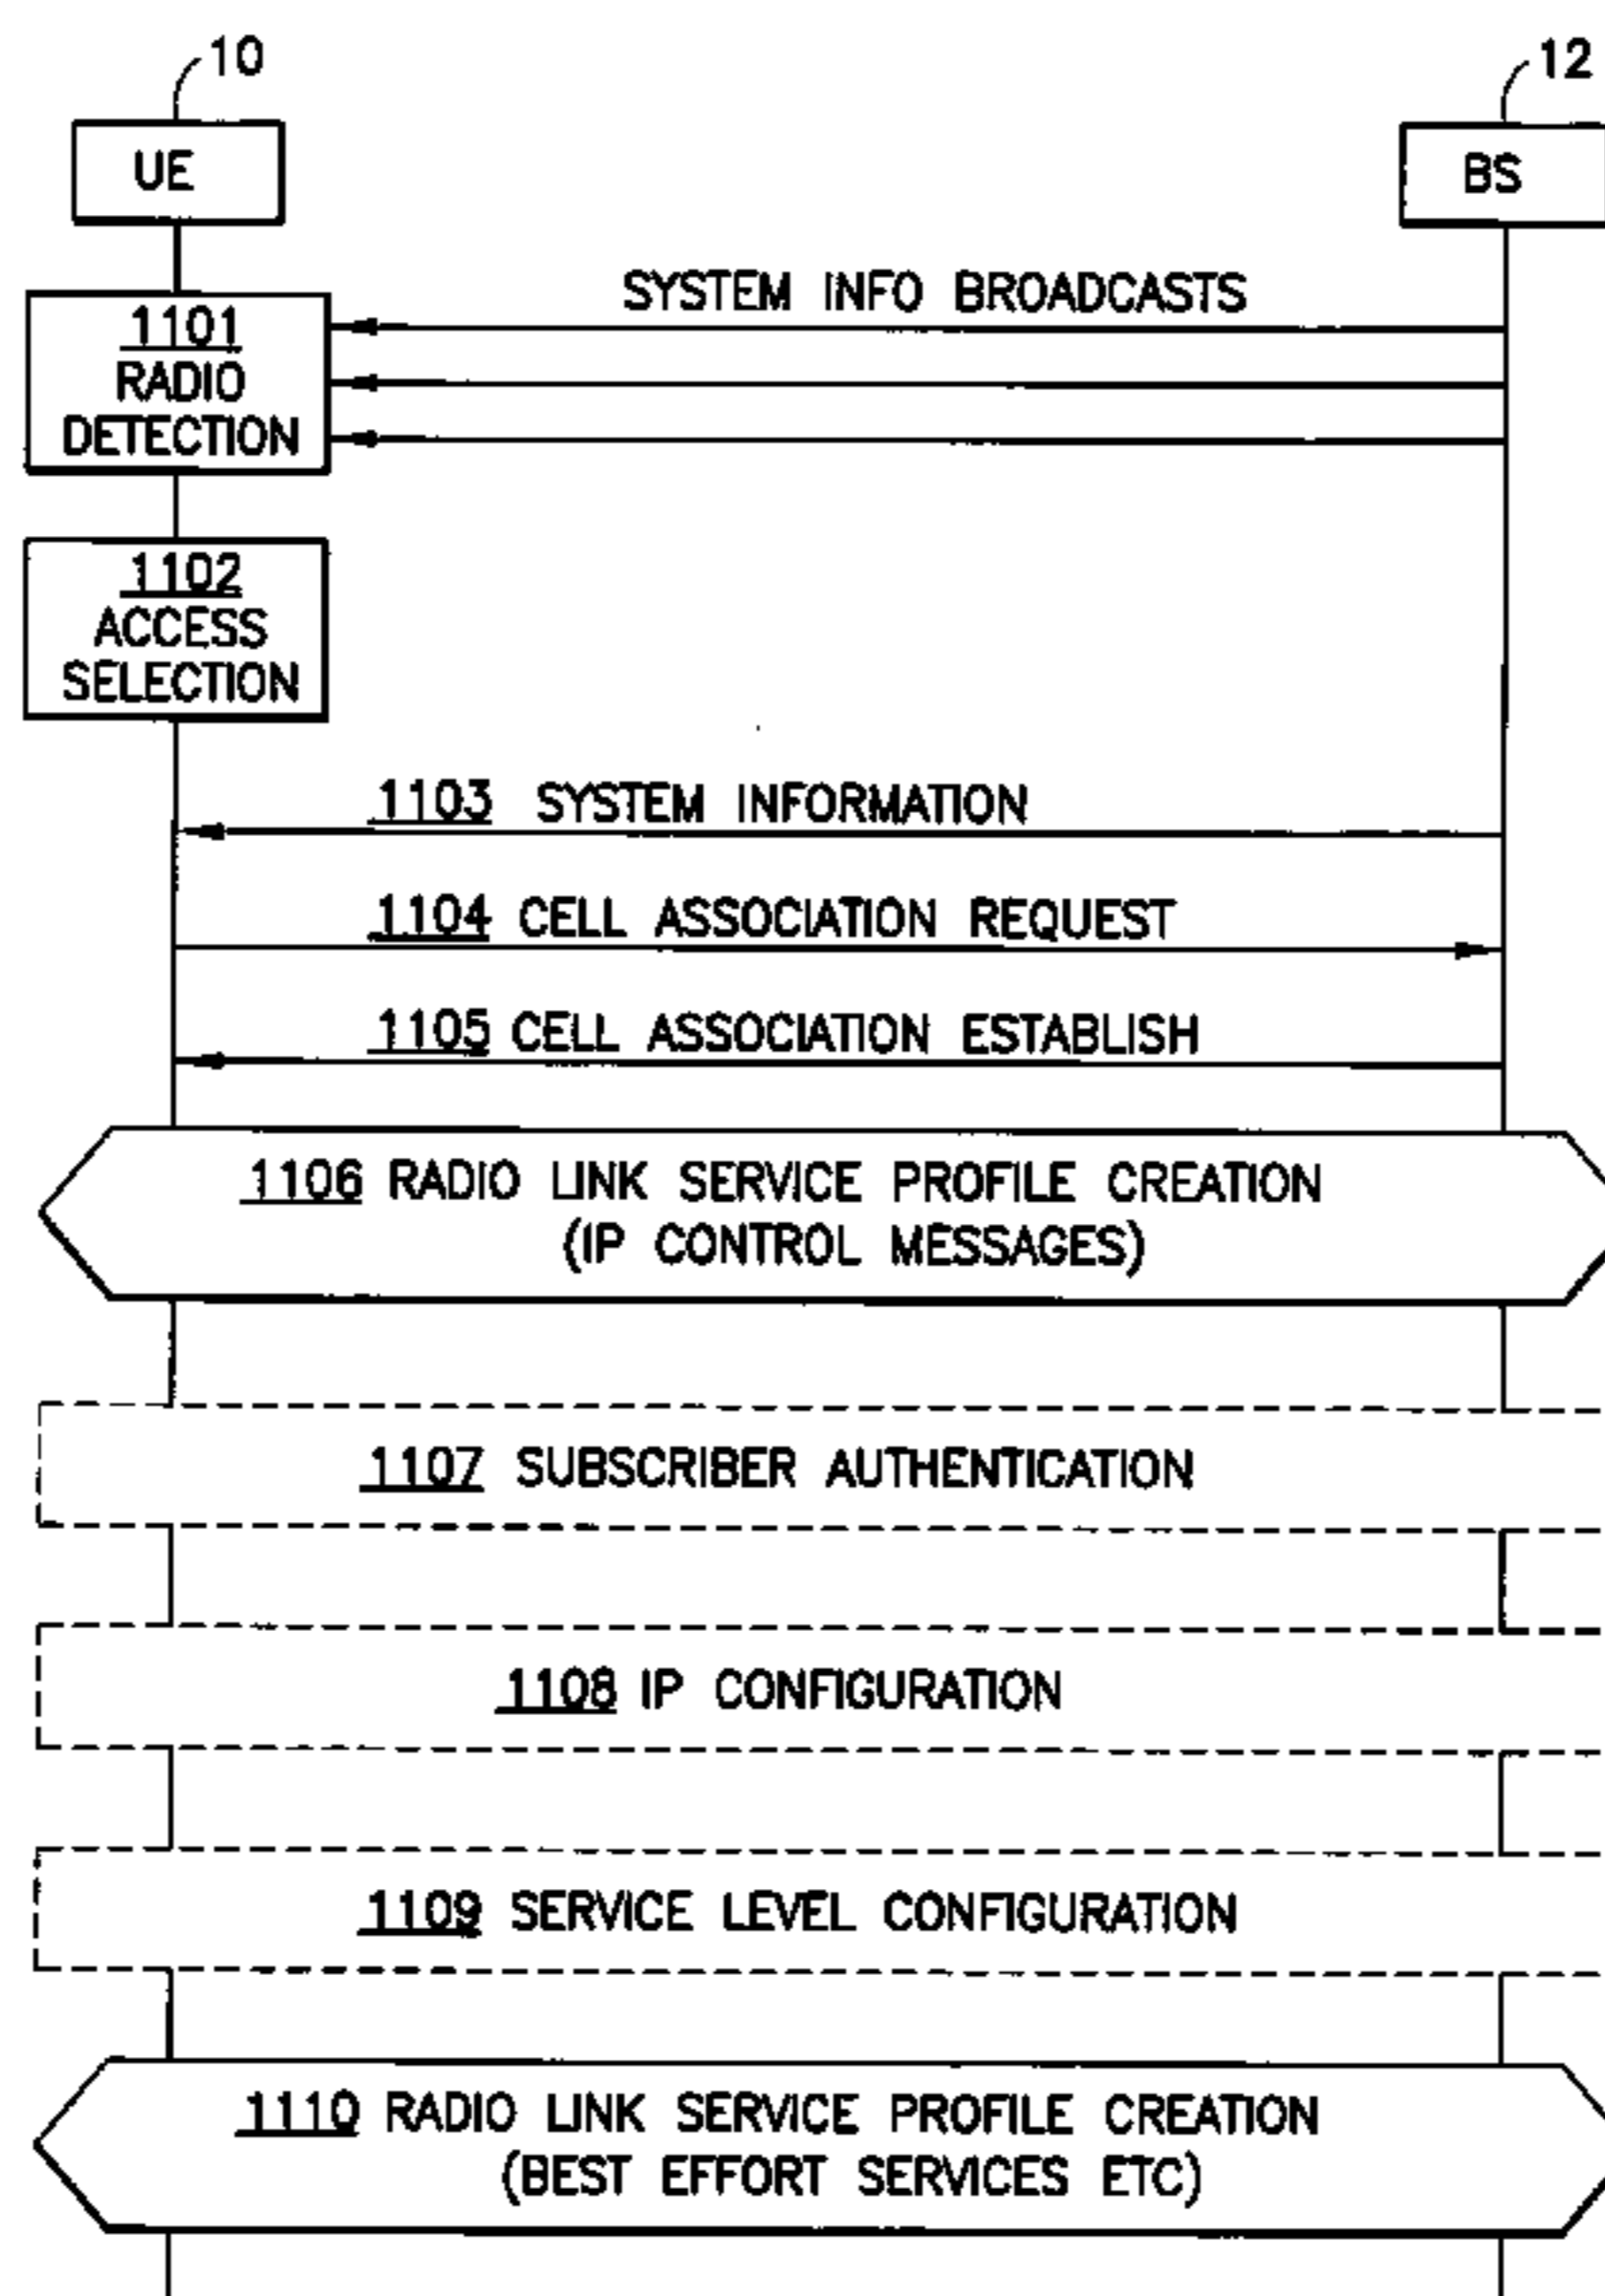 10
12
UE
BS
SYSTEM INFO BROADCASTS
1101
RADIO
DETECTION
1102
ACCESS
SELECTION
1103 SYSTEM INFORMATION
1104 CELL ASSOCIATION REQUEST
1105 CELL ASSOCIATION ESTABLISH
1106 RADIO LINK SERVICE PROFILE CREATION
(IP CONTROL MESSAGES)
1107 SUBSCRIBER AUTHENTICATION
1108 IP CONFIGURATION
1109 SERVICE LEVEL CONFIGURATION
1110 RADIO LINK SERVICE PROFILE CREATION
(BEST EFFORT SERVICES ETC)